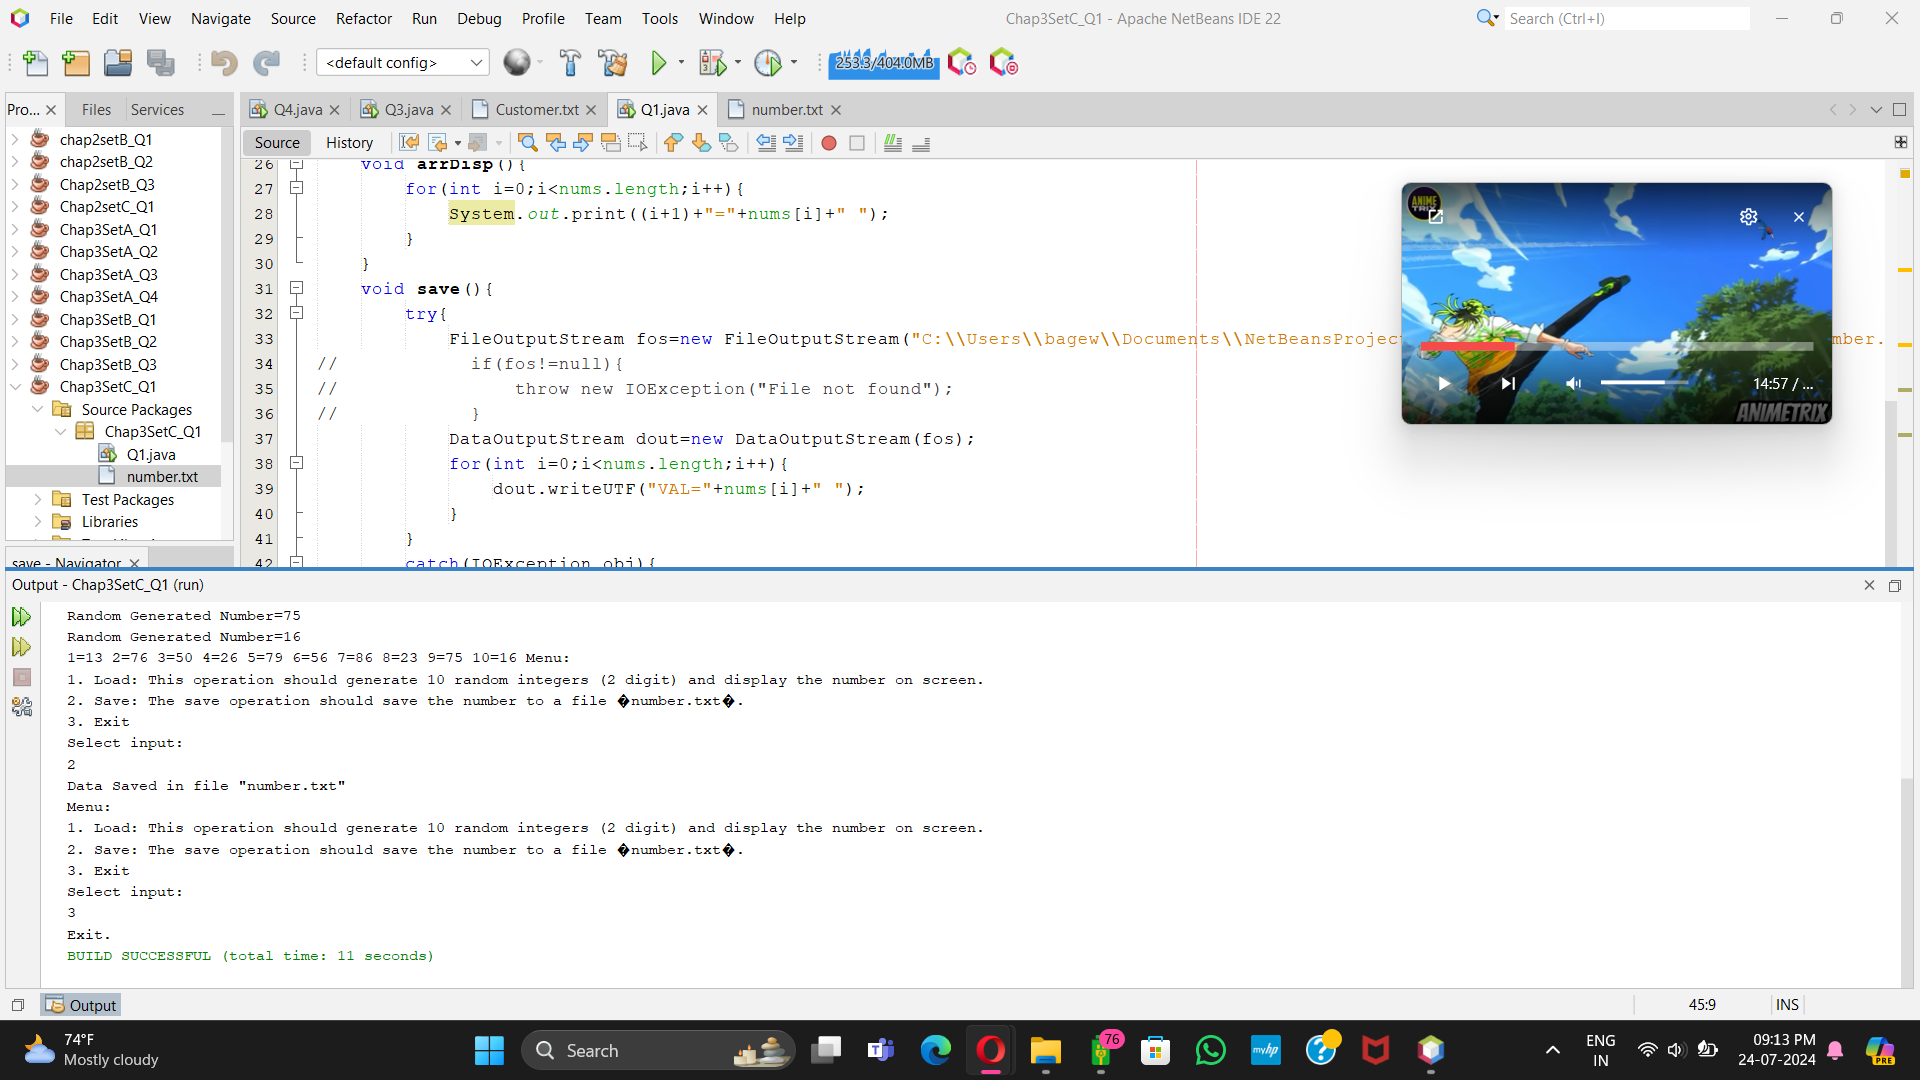 File Edit View Navigate Source Refactor Run Debug Profile Team Tools Window Help
Chap3SetC_Q1 - Apache NetBeans IDE 22
Search (Ctrl+I)
<default config>
253.3/404.0MB
Pro... Files Services
Q4.java Q3.java Customer.txt Q1.java number.txt
Source History
chap2setB_Q1
chap2setB_Q2
Chap2setB_Q3
Chap2setC_Q1
Chap3SetA_Q1
Chap3SetA_Q2
Chap3SetA_Q3
Chap3SetA_Q4
Chap3SetB_Q1
Chap3SetB_Q2
Chap3SetB_Q3
Chap3SetC_Q1
Source Packages
Chap3SetC_Q1
Q1.java
number.txt
Test Packages
Libraries
save - Navigator
26 void arrDisp(){
27 for(int i=0;i<nums.length;i++){
28 System.out.print((i+1)+"="+nums[i]+" ");
29 }
30 }
31 void save(){
32 try{
33 FileOutputStream fos=new FileOutputStream("C:\\Users\\bagew\\Documents\\NetBeansProjec mber.
34 // if(fos!=null){
35 // throw new IOException("File not found");
36 // }
37 DataOutputStream dout=new DataOutputStream(fos);
38 for(int i=0;i<nums.length;i++){
39 dout.writeUTF("VAL="+nums[i]+" ");
40 }
41 }
42 catch(IOException obj){
ANIME TRIX
14:57 / ...
ANIMETRIX
Output - Chap3SetC_Q1 (run)
Random Generated Number=75
Random Generated Number=16
1=13 2=76 3=50 4=26 5=79 6=56 7=86 8=23 9=75 10=16 Menu:
1. Load: This operation should generate 10 random integers (2 digit) and display the number on screen.
2. Save: The save operation should save the number to a file �number.txt�.
3. Exit
Select input:
2
Data Saved in file "number.txt"
Menu:
1. Load: This operation should generate 10 random integers (2 digit) and display the number on screen.
2. Save: The save operation should save the number to a file �number.txt�.
3. Exit
Select input:
3
Exit.
BUILD SUCCESSFUL (total time: 11 seconds)
Output
45:9 INS
74°F
Mostly cloudy
Search
76
myhp
ENG
IN
09:13 PM
24-07-2024
PRE